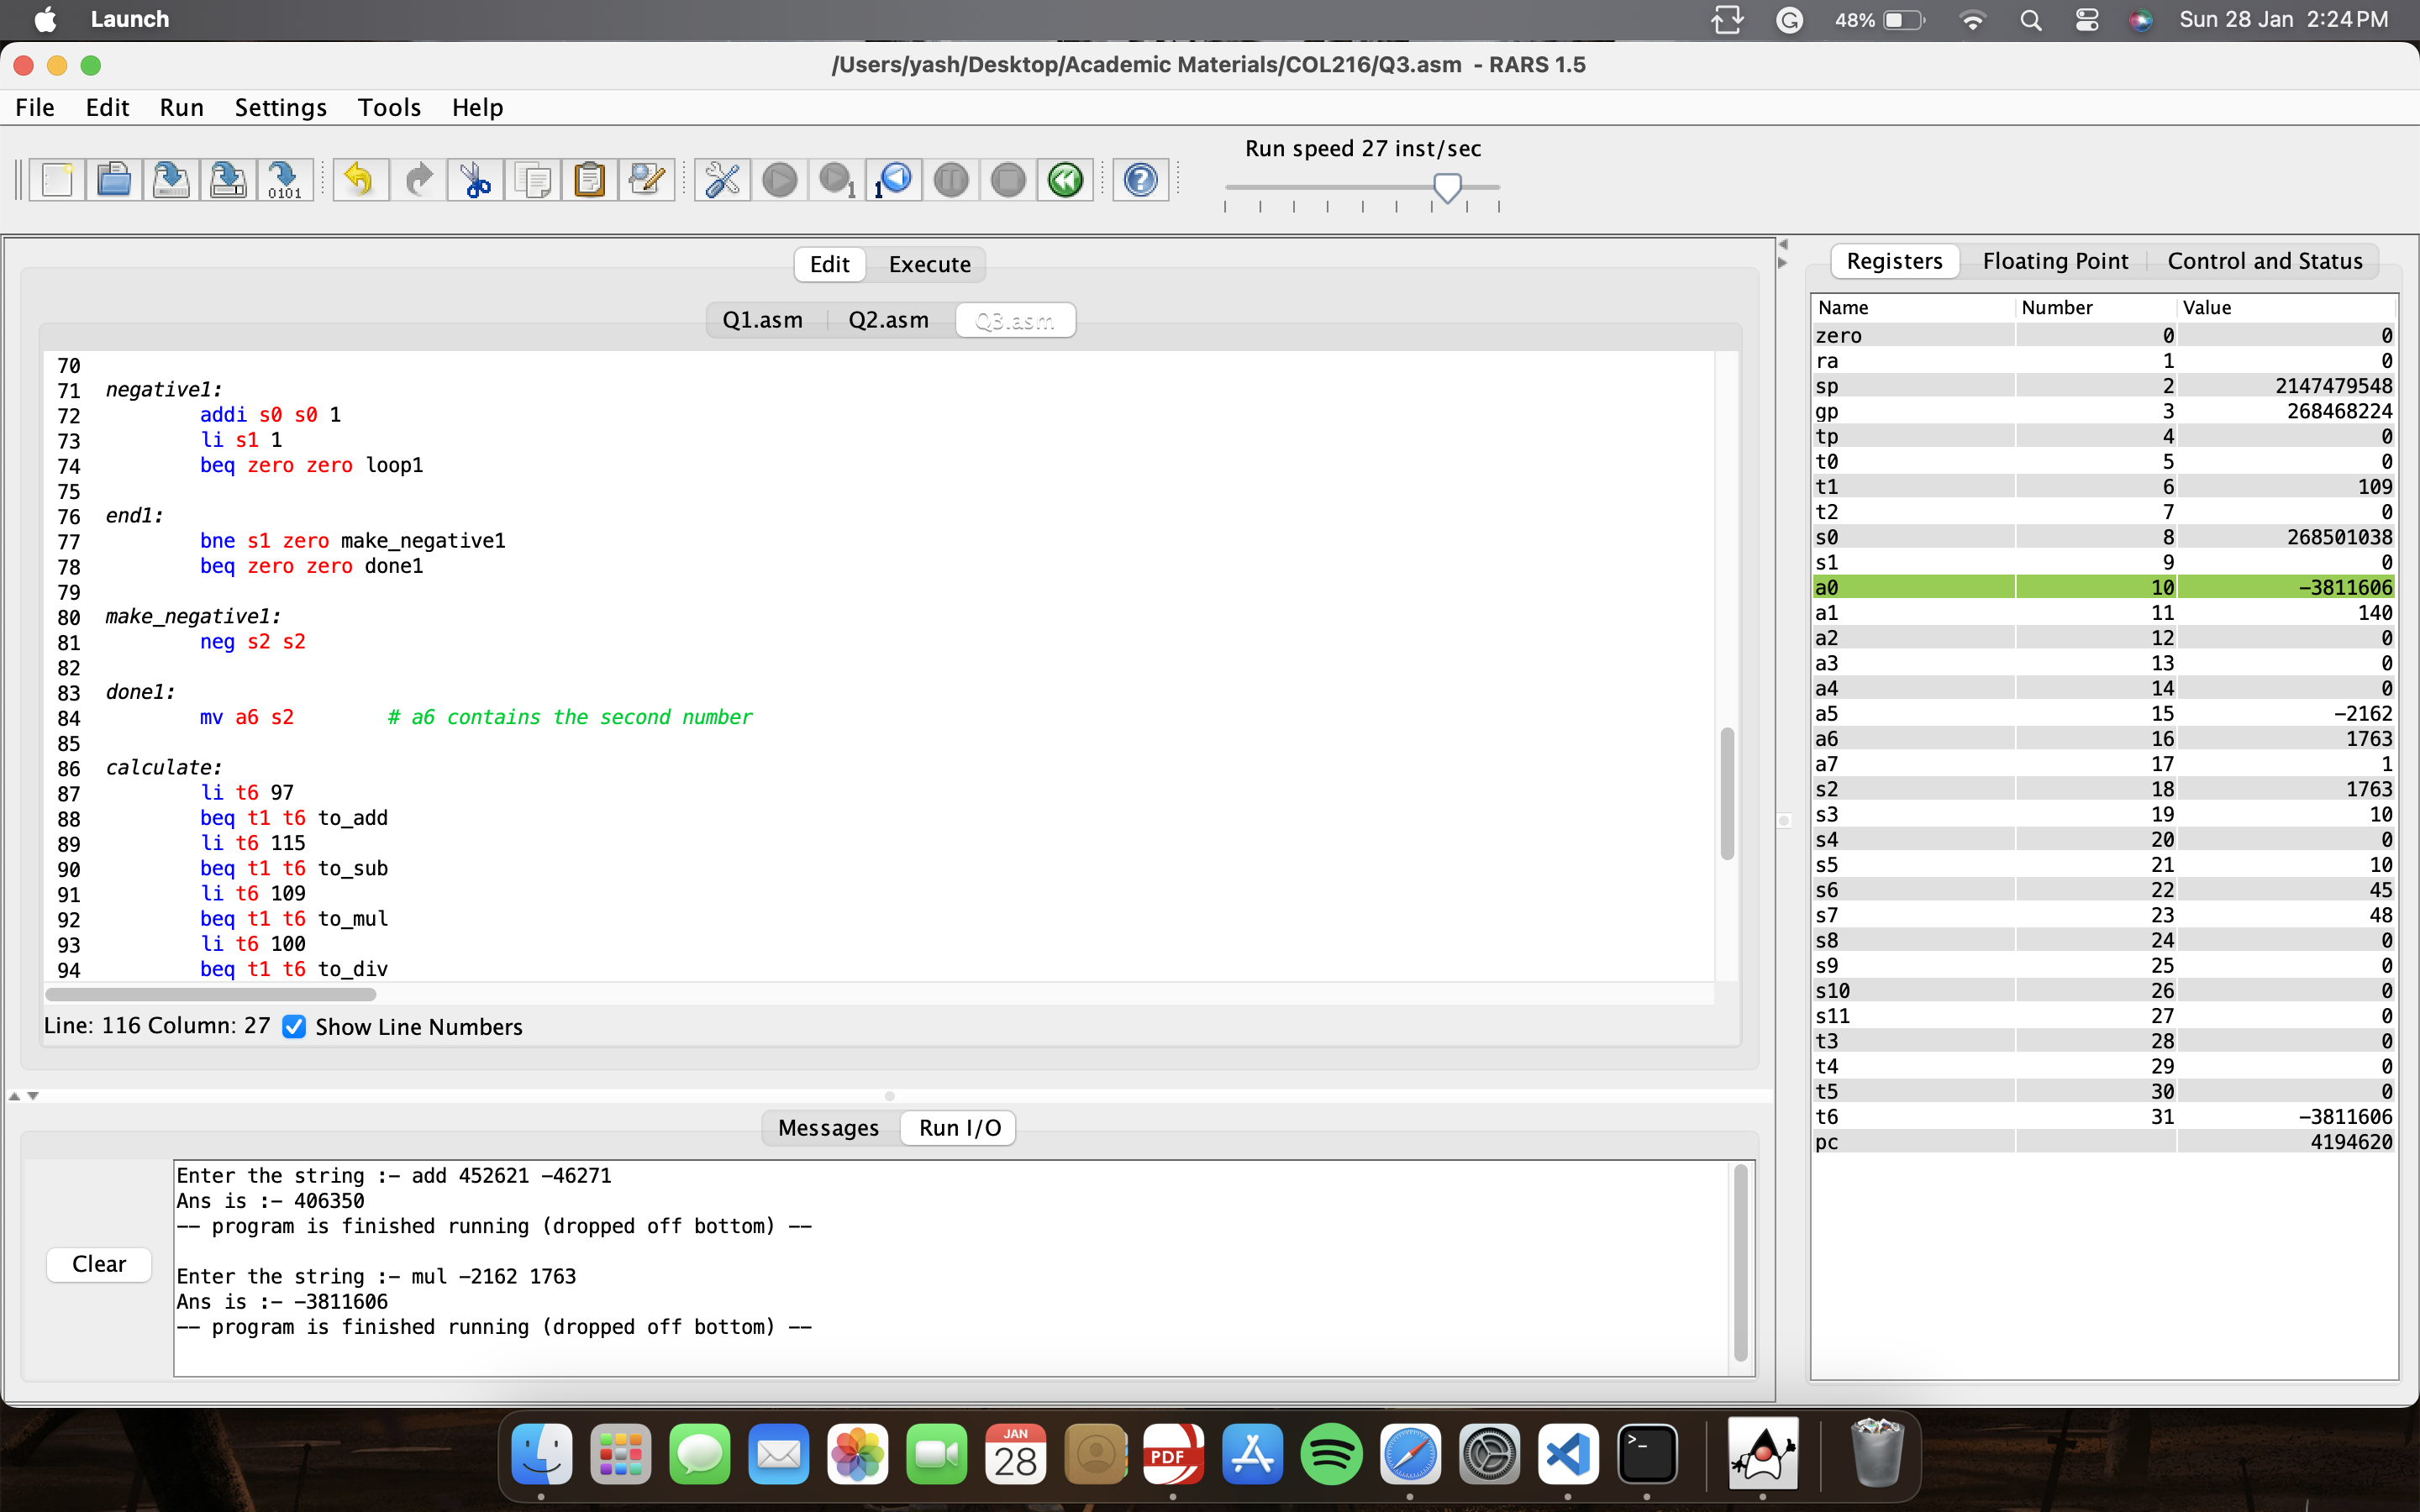 Launch
48%
Sun 28 Jan 2:24 PM
/Users/yash/Desktop/Academic Materials/COL216/Q3.asm - RARS 1.5
File Edit Run Settings Tools Help
Run speed 27 inst/sec
0101
1
1
Edit Execute
Q1.asm Q2.asm Q3.asm
70
71 negative1:
72 addi s0 s0 1
73 li s1 1
74 beq zero zero loop1
75
76 end1:
77 bne s1 zero make_negative1
78 beq zero zero done1
79
80 make_negative1:
81 neg s2 s2
82
83 done1:
84 mv a6 s2 # a6 contains the second number
85
86 calculate:
87 li t6 97
88 beq t1 t6 to_add
89 li t6 115
90 beq t1 t6 to_sub
91 li t6 109
92 beq t1 t6 to_mul
93 li t6 100
94 beq t1 t6 to_div
Line: 116 Column: 27 Show Line Numbers
Messages Run I/O
Clear
Enter the string :- add 452621 -46271
Ans is :- 406350
-- program is finished running (dropped off bottom) --
Enter the string :- mul -2162 1763
Ans is :- -3811606
-- program is finished running (dropped off bottom) --
Registers Floating Point Control and Status
Name Number Value
zero 0 0
ra 1 0
sp 2 2147479548
gp 3 268468224
tp 4 0
t0 5 0
t1 6 109
t2 7 0
s0 8 268501038
s1 9 0
a0 10 -3811606
a1 11 140
a2 12 0
a3 13 0
a4 14 0
a5 15 -2162
a6 16 1763
a7 17 1
s2 18 1763
s3 19 10
s4 20 0
s5 21 10
s6 22 45
s7 23 48
s8 24 0
s9 25 0
s10 26 0
s11 27 0
t3 28 0
t4 29 0
t5 30 0
t6 31 -3811606
pc 4194620
JAN
28
PDF